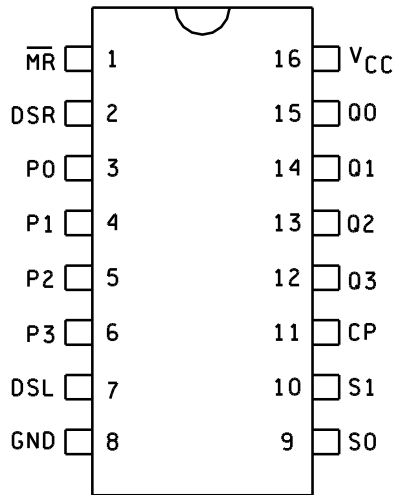 M̅R̅ 1 16 VCC
DSR 2 15 Q0
P0 3 14 Q1
P1 4 13 Q2
P2 5 12 Q3
P3 6 11 CP
DSL 7 10 S1
GND 8 9 S0